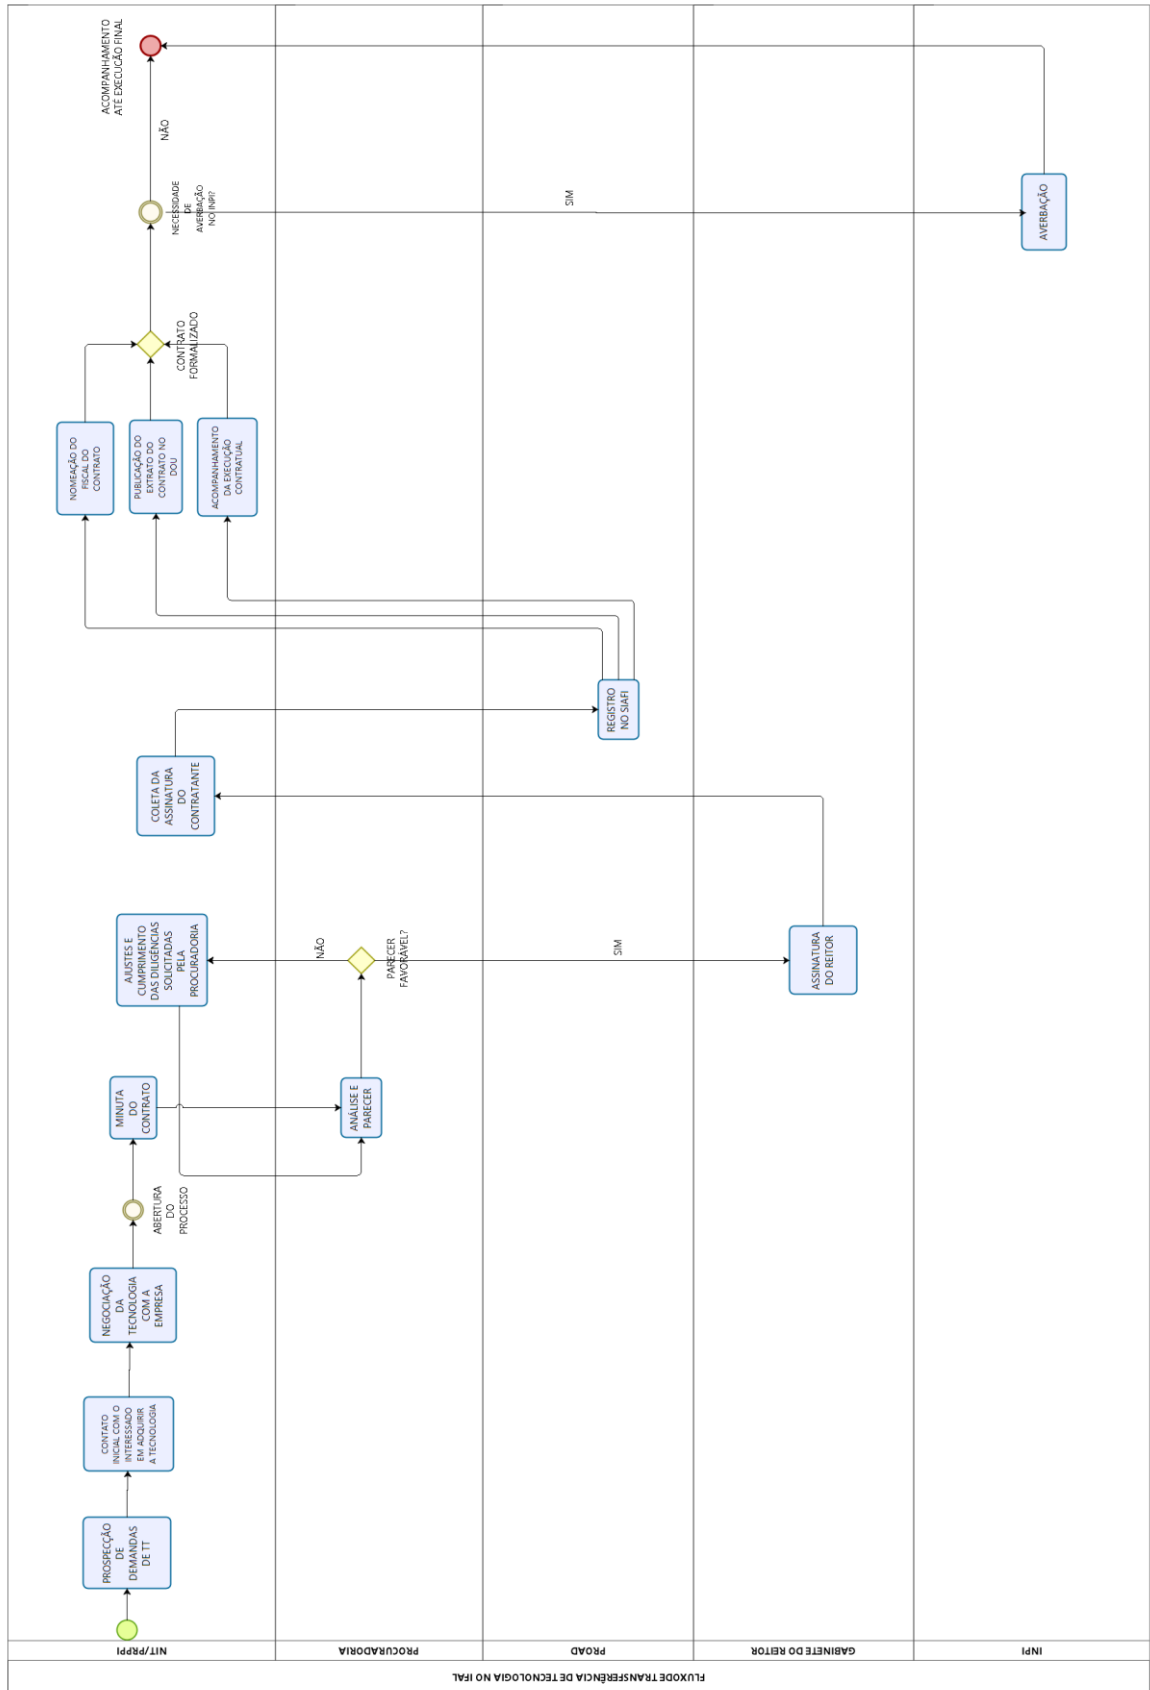 FLUXODE TRANSFERÊNCIA DE TECNOLOGIA NO IFAL
NIT/PRPPI
PROCURADORIA
PROAD
GABINETE DO REITOR
INPI
PROSPECÇÃO
DE
DEMANDAS
DE TT
CONTATO
INICIAL COM O
INTERESSADO
EM ADQUIRIR
A TECNOLOGIA
NEGOCIAÇÃO
DA
TECNOLOGIA
COM A
EMPRESA
ABERTURA
DO
PROCESSO
MINUTA
DO
CONTRATO
ANÁLISE E
PARECER
PARECER
FAVORÁVEL?
NÃO
AJUSTES E
CUMPRIMENTO
DAS DILIGÊNCIAS
SOLICITADAS
PELA
PROCURADORIA
SIM
ASSINATURA
DO REITOR
COLETA DA
ASSINATURA
DO
CONTRATANTE
REGISTRO
NO SIAFI
NOMEAÇÃO DO
FISCAL DO
CONTRATO
PUBLICAÇÃO DO
EXTRATO DO
CONTRATO NO
DOU
ACOMPANHAMENTO
DA EXECUÇÃO
CONTRATUAL
CONTRATO
FORMALIZADO
NECESSIDADE
DE
AVERBAÇÃO
NO INPI?
SIM
AVERBAÇÃO
NÃO
ACOMPANHAMENTO
ATÉ EXECUCÃO FINAL